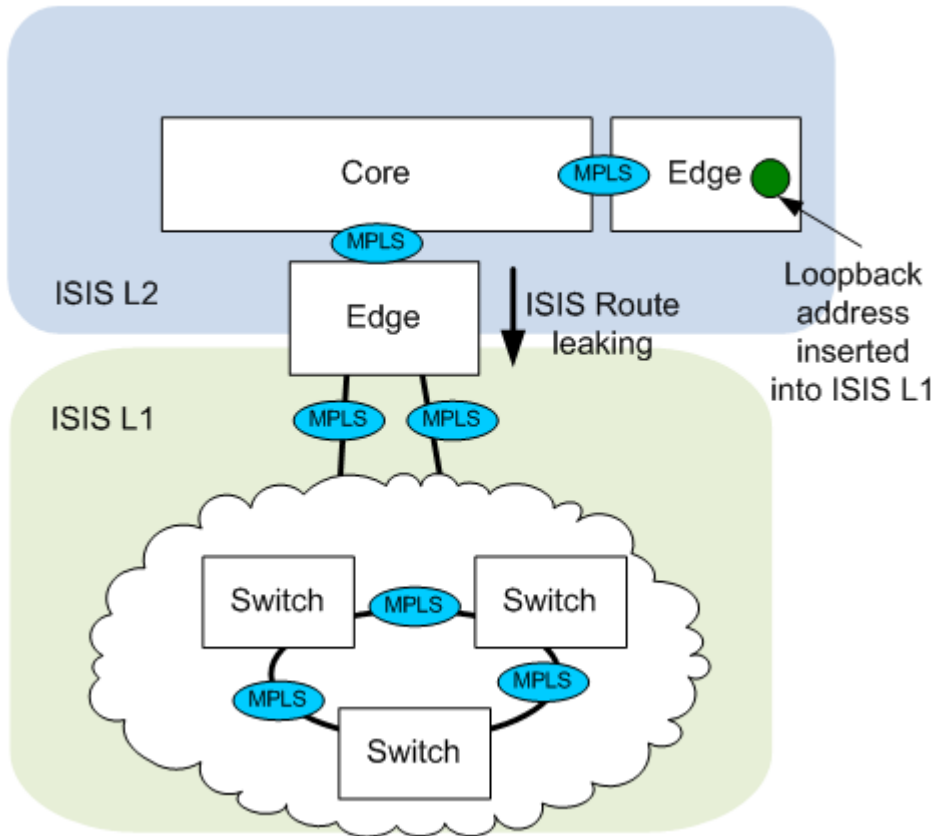 Core
MPLS
Edge
MPLS
ISIS L2
Edge
ISIS Route
leaking
Loopback
address
inserted
into ISIS L1
ISIS L1
MPLS
MPLS
Switch
MPLS
Switch
MPLS
MPLS
Switch